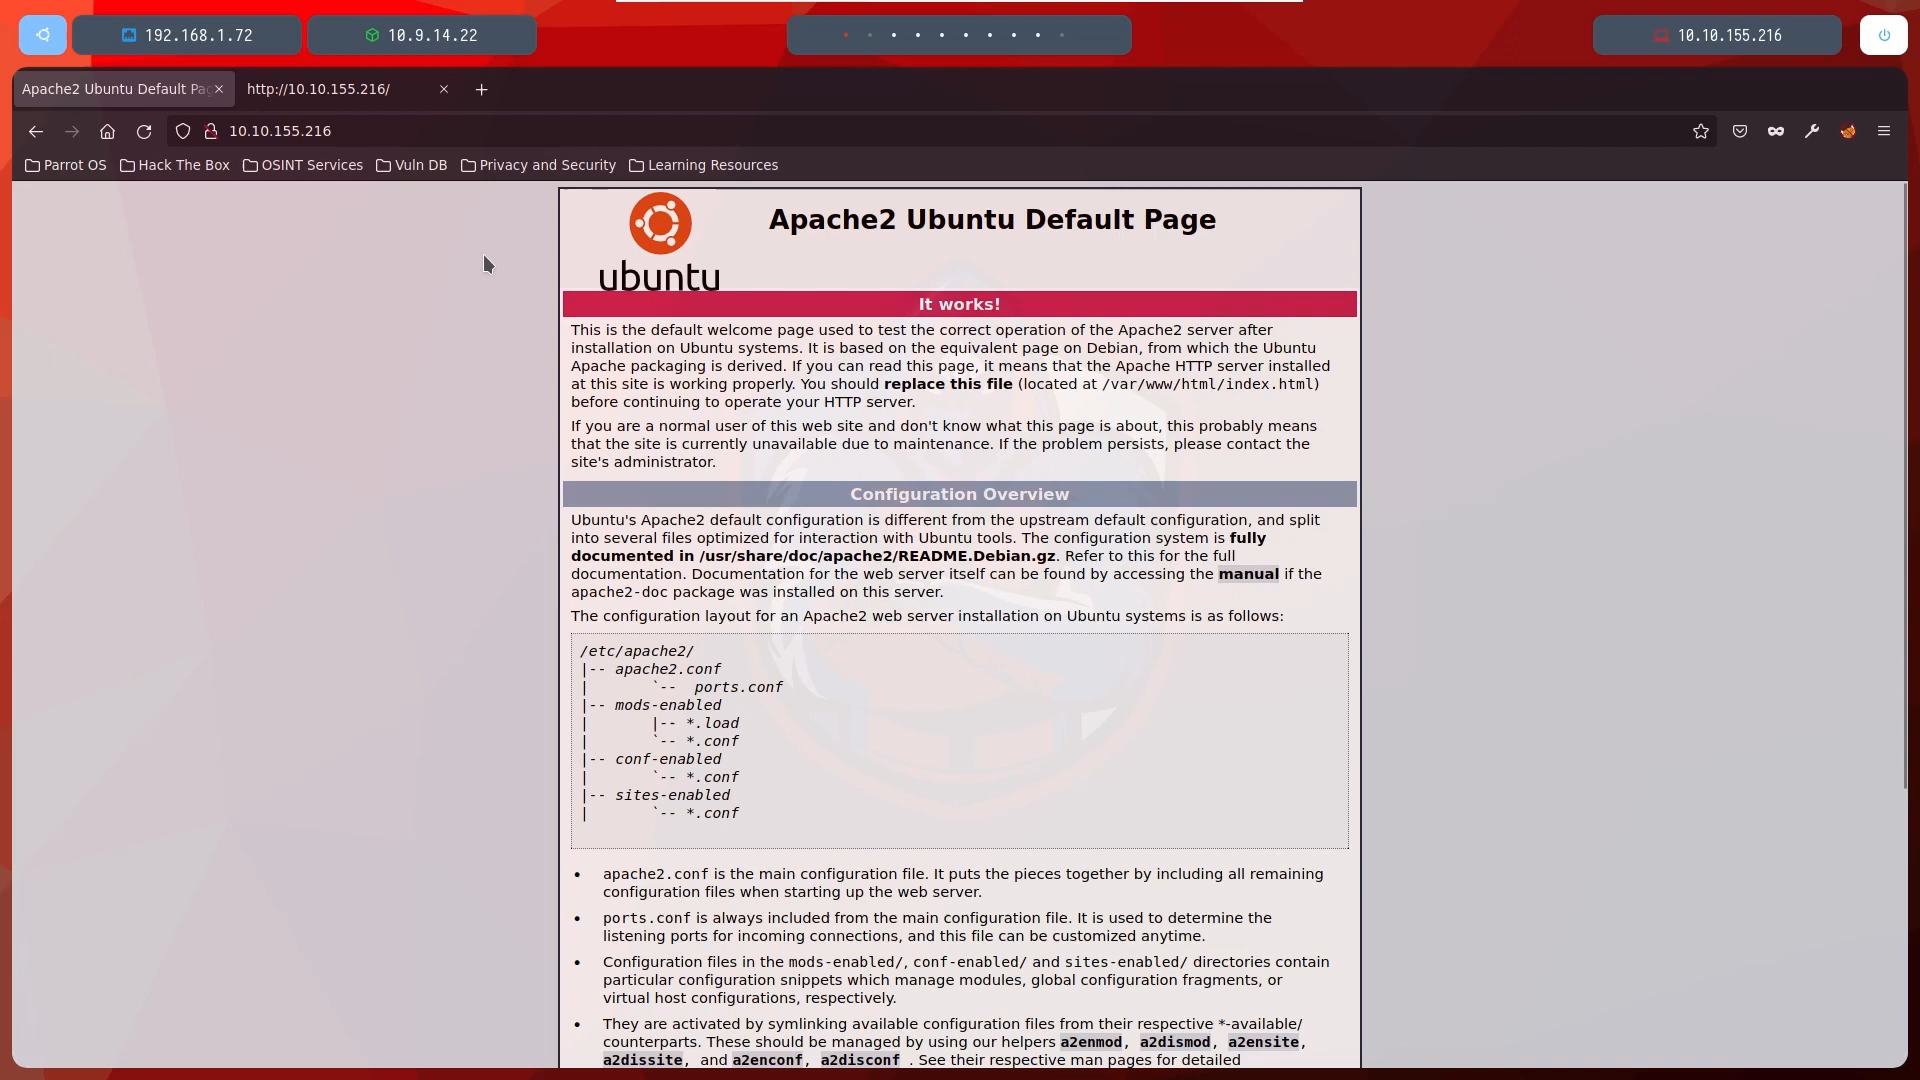 192.168.1.72
10.9.14.22
10.10.155.216
Apache2 Ubuntu Default Pag
http://10.10.155.216/
10.10.155.216
Parrot OS
Hack The Box
OSINT Services
Vuln DB
Privacy and Security
Learning Resources
ubuntu
Apache2 Ubuntu Default Page
It works!
This is the default welcome page used to test the correct operation of the Apache2 server after
installation on Ubuntu systems. It is based on the equivalent page on Debian, from which the Ubuntu
Apache packaging is derived. If you can read this page, it means that the Apache HTTP server installed
at this site is working properly. You should replace this file (located at /var/www/html/index.html)
before continuing to operate your HTTP server.
If you are a normal user of this web site and don't know what this page is about, this probably means
that the site is currently unavailable due to maintenance. If the problem persists, please contact the
site's administrator.
Configuration Overview
Ubuntu's Apache2 default configuration is different from the upstream default configuration, and split
into several files optimized for interaction with Ubuntu tools. The configuration system is fully
documented in /usr/share/doc/apache2/README.Debian.gz. Refer to this for the full
documentation. Documentation for the web server itself can be found by accessing the manual if the
apache2-doc package was installed on this server.
The configuration layout for an Apache2 web server installation on Ubuntu systems is as follows:
/etc/apache2/
|-- apache2.conf
|       `--  ports.conf
|-- mods-enabled
|       |-- *.load
|       `-- *.conf
|-- conf-enabled
|       `-- *.conf
|-- sites-enabled
|       `-- *.conf
• apache2.conf is the main configuration file. It puts the pieces together by including all remaining
configuration files when starting up the web server.
• ports.conf is always included from the main configuration file. It is used to determine the
listening ports for incoming connections, and this file can be customized anytime.
• Configuration files in the mods-enabled/, conf-enabled/ and sites-enabled/ directories contain
particular configuration snippets which manage modules, global configuration fragments, or
virtual host configurations, respectively.
• They are activated by symlinking available configuration files from their respective *-available/
counterparts. These should be managed by using our helpers a2enmod, a2dismod, a2ensite,
a2dissite, and a2enconf, a2disconf . See their respective man pages for detailed